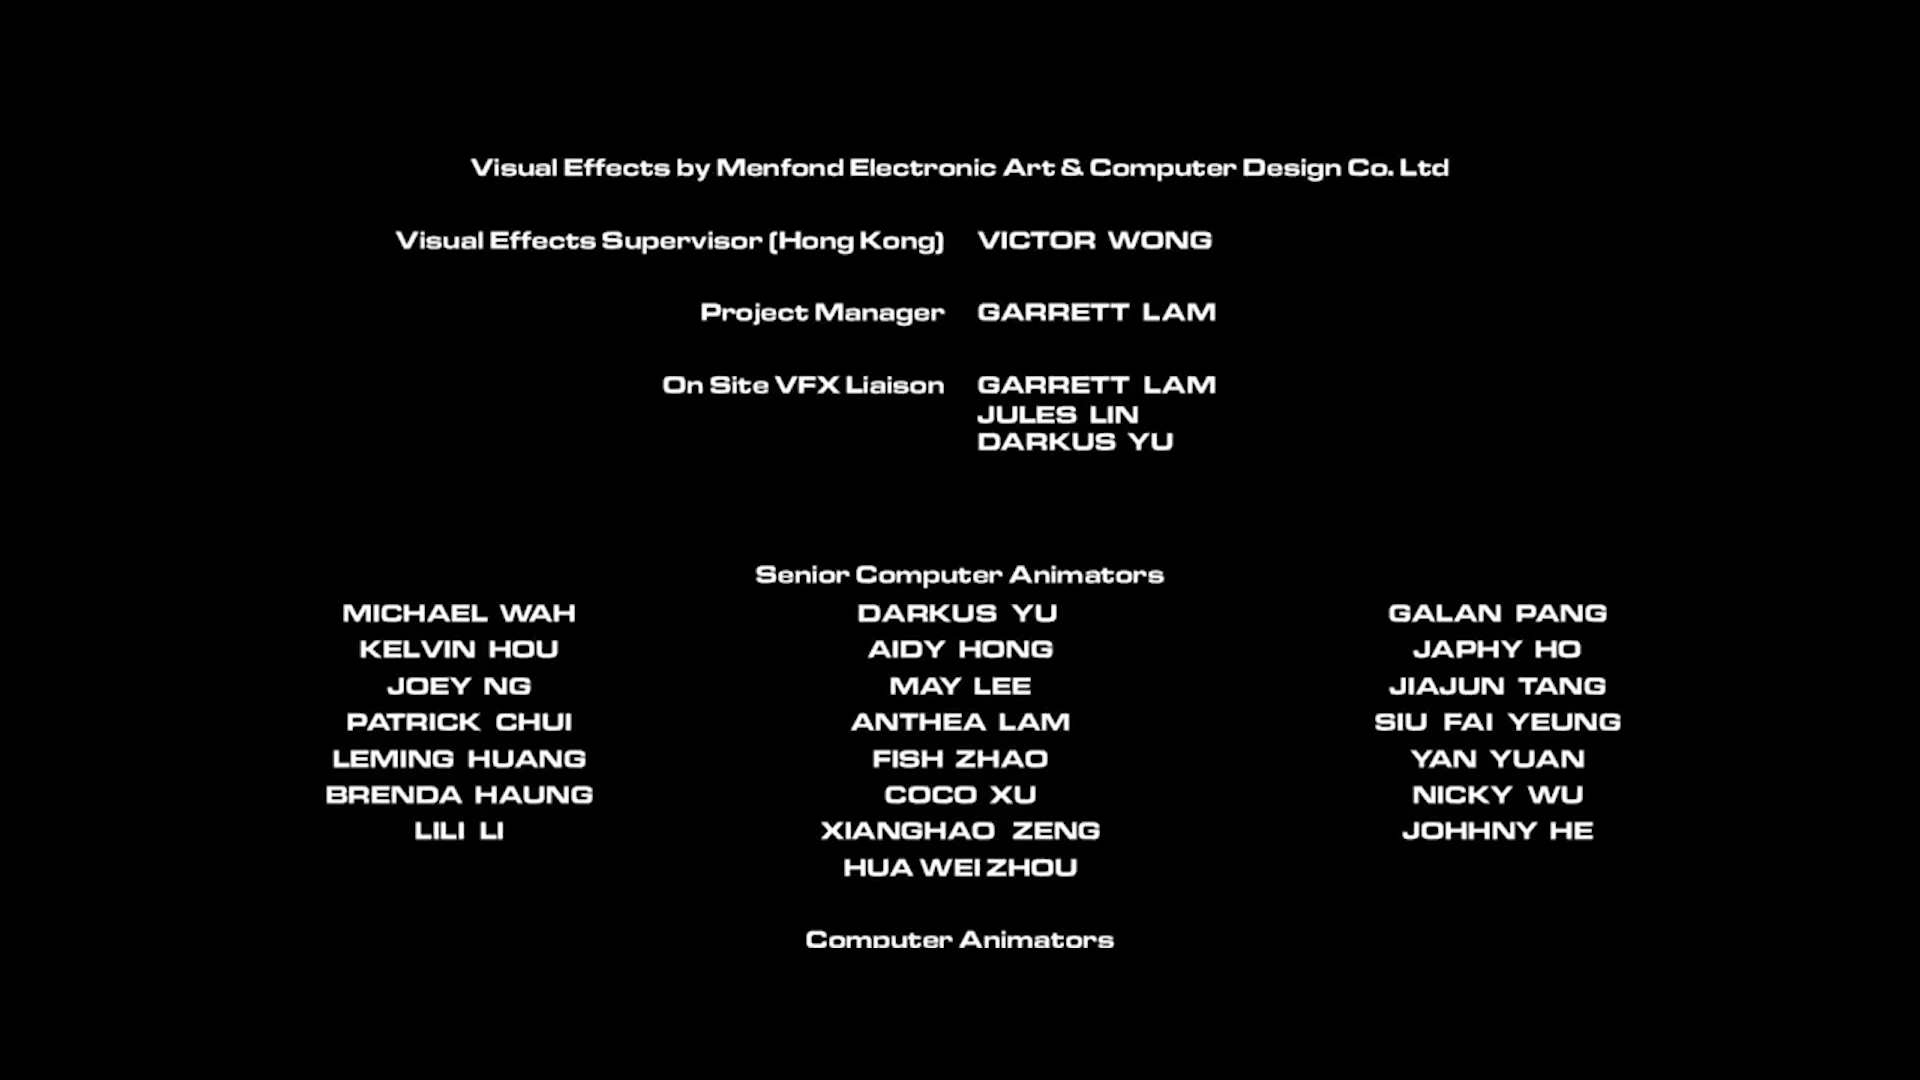 Visual Effects by Menfond Electronic Art & Computer Design Co. Ltd
Visual Effects Supervisor (Hong Kong) VICTOR WONG
Project Manager GARRETT LAM
On Site VFX Liaison GARRETT LAM
JULES LIN
DARKUS YU
Senior Computer Animators
MICHAEL WAH DARKUS YU GALAN PANG
KELVIN HOU AIDY HONG JAPHY HO
JOEY NG MAY LEE JIAJUN TANG
PATRICK CHUI ANTHEA LAM SIU FAI YEUNG
LEMING HUANG FISH ZHAO YAN YUAN
BRENDA HAUNG COCO XU NICKY WU
LILI LI XIANGHAO ZENG JOHHNY HE
HUA WEI ZHOU
Computer Animators